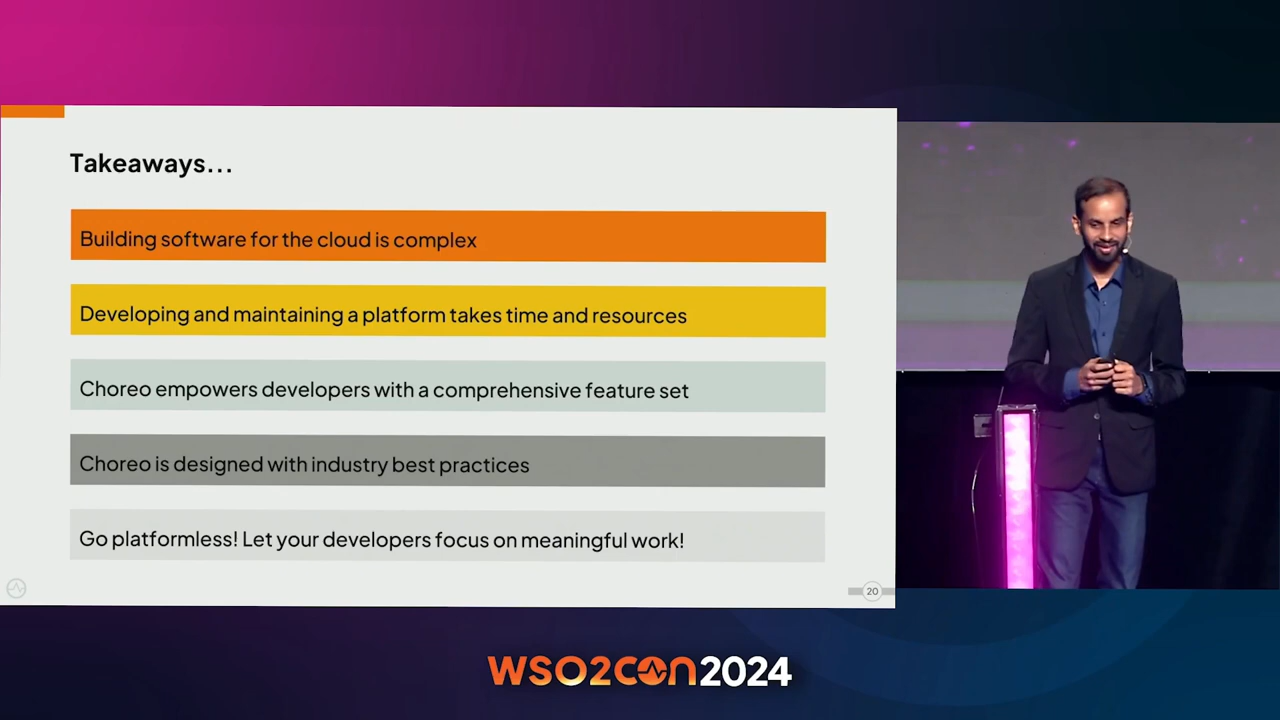 Takeaways...
Building software for the cloud is complex
Developing and maintaining a platform takes time and resources
Choreo empowers developers with a comprehensive feature set
Choreo is designed with industry best practices
Go platformless! Let your developers focus on meaningful work!
20
WSO2CON2024